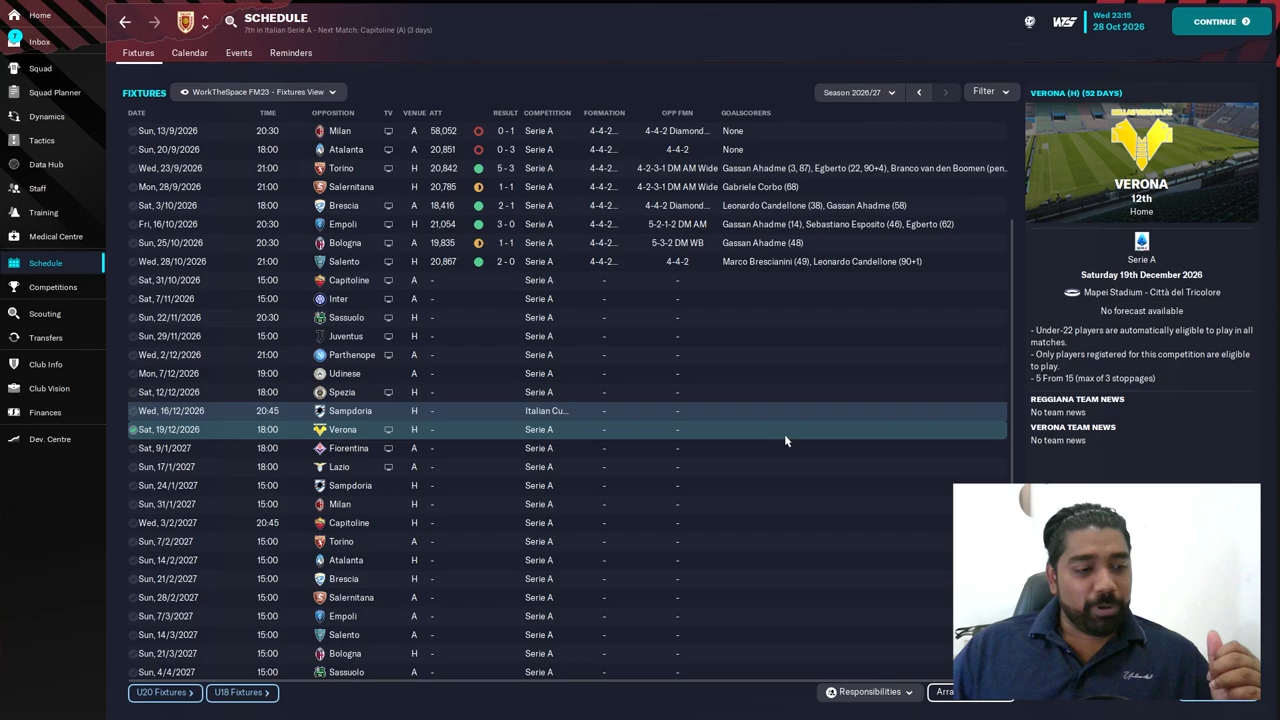 Home
SCHEDULE
7th in Italian Serie A - Next Match: Capitoline (A) (3 days)
WTS
Wed 23:15
28 Oct 2026
CONTINUE
7
Inbox
Squad
Squad Planner
Dynamics
Tactics
Data Hub
Staff
Training
Medical Centre
Schedule
Competitions
Scouting
Transfers
Club Info
Club Vision
Finances
Dev. Centre
Fixtures Calendar Events Reminders
FIXTURES WorkTheSpace FM23 - Fixtures View Season 2026/27 Filter
DATE TIME OPPOSITION TV VENUE ATT RESULT COMPETITION FORMATION OPP FMN GOALSCORERS
Sun, 13/9/2026 20:30 Milan A 58,052 0 - 1 Serie A 4-4-2... 4-4-2 Diamond... None
Sun, 20/9/2026 18:00 Atalanta A 20,851 0 - 3 Serie A 4-4-2... 4-4-2 None
Wed, 23/9/2026 21:00 Torino H 20,842 5 - 3 Serie A 4-4-2... 4-2-3-1 DM AM Wide Gassan Ahadme (3, 87), Egberto (22, 90+4), Branco van den Boomen (pen...
Mon, 28/9/2026 21:00 Salernitana H 20,785 1 - 1 Serie A 4-4-2... 4-2-3-1 DM AM Wide Gabriele Corbo (68)
Sat, 3/10/2026 20:30 Brescia A 18,416 2 - 1 Serie A 4-4-2... 4-4-2 Diamond... Leonardo Candellone (38), Gassan Ahadme (58)
Fri, 16/10/2026 20:30 Empoli H 21,054 3 - 0 Serie A 4-4-2... 5-2-1-2 DM AM Gassan Ahadme (14), Sebastiano Esposito (46), Egberto (62)
Sun, 25/10/2026 20:30 Bologna A 19,835 1 - 1 Serie A 4-4-2... 5-3-2 DM WB Gassan Ahadme (48)
Wed, 28/10/2026 21:00 Salento H 20,867 2 - 0 Serie A 4-4-2... 4-4-2 Marco Brescianini (49), Leonardo Candellone (90+1)
Sat, 31/10/2026 15:00 Capitoline A - Serie A - -
Sat, 7/11/2026 15:00 Inter A - Serie A - -
Sun, 22/11/2026 20:30 Sassuolo H - Serie A - -
Sun, 29/11/2026 15:00 Juventus H - Serie A - -
Wed, 2/12/2026 21:00 Parthenope A - Serie A - -
Mon, 7/12/2026 19:00 Udinese A - Serie A - -
Sat, 12/12/2026 18:00 Spezia H - Serie A - -
Wed, 16/12/2026 20:45 Sampdoria H - Italian Cu... - -
Sat, 19/12/2026 18:00 Verona H - Serie A - -
Sat, 9/1/2027 18:00 Fiorentina A - Serie A - -
Sun, 17/1/2027 18:00 Lazio A - Serie A - -
Sun, 24/1/2027 15:00 Sampdoria H - Serie A - -
Sun, 31/1/2027 15:00 Milan H - Serie A - -
Wed, 3/2/2027 20:45 Capitoline H - Serie A - -
Sun, 7/2/2027 15:00 Torino A - Serie A - -
Sun, 14/2/2027 15:00 Atalanta H - Serie A - -
Sun, 21/2/2027 15:00 Brescia H - Serie A - -
Sun, 28/2/2027 15:00 Salernitana A - Serie A - -
Sun, 7/3/2027 15:00 Empoli A - Serie A - -
Sun, 14/3/2027 15:00 Salento A - Serie A - -
Sun, 21/3/2027 15:00 Bologna H - Serie A - -
Sun, 4/4/2027 15:00 Sassuolo A - Serie A - -
U20 Fixtures U18 Fixtures Responsibilities Arra
VERONA (H) (52 DAYS)
HELLAS VERONA FC
VERONA
12th
Home
Serie A
Saturday 19th December 2026
Mapei Stadium - Città del Tricolore
No forecast available
- Under-22 players are automatically eligible to play in all
matches.
- Only players registered for this competition are eligible
to play.
- 5 From 15 (max of 3 stoppages)
REGGIANA TEAM NEWS
No team news
VERONA TEAM NEWS
No team news